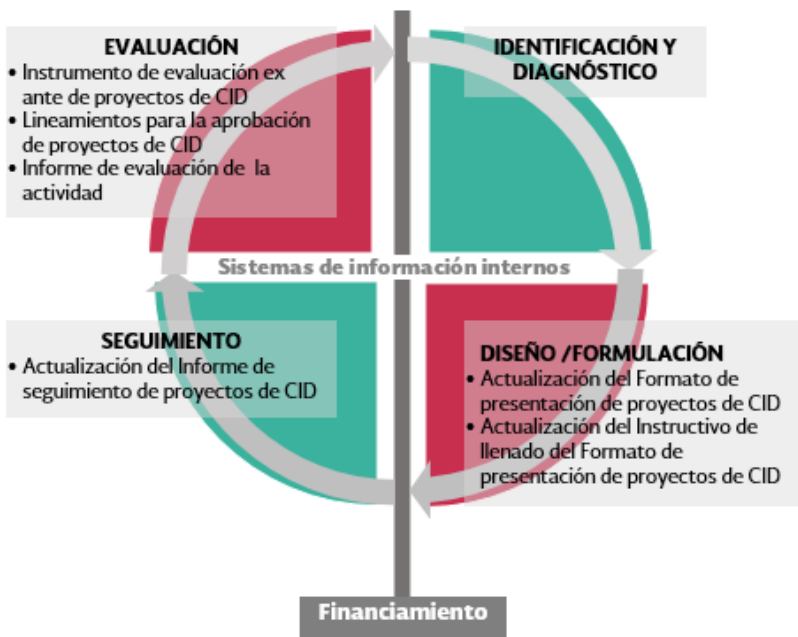 EVALUACIÓN
• Instrumento de evaluación ex
ante de proyectos de CID
• Lineamientos para la aprobación
de proyectos de CID
• Informe de evaluación de la
actividad
IDENTIFICACIÓN Y
DIAGNÓSTICO
Sistemas de información internos
SEGUIMIENTO
• Actualización del Informe de
seguimiento de proyectos de CID
DISEÑO /FORMULACIÓN
• Actualización del Formato de
presentación de proyectos de CID
• Actualización del Instructivo de
llenado del Formato de
presentación de proyectos de CID
Financiamiento